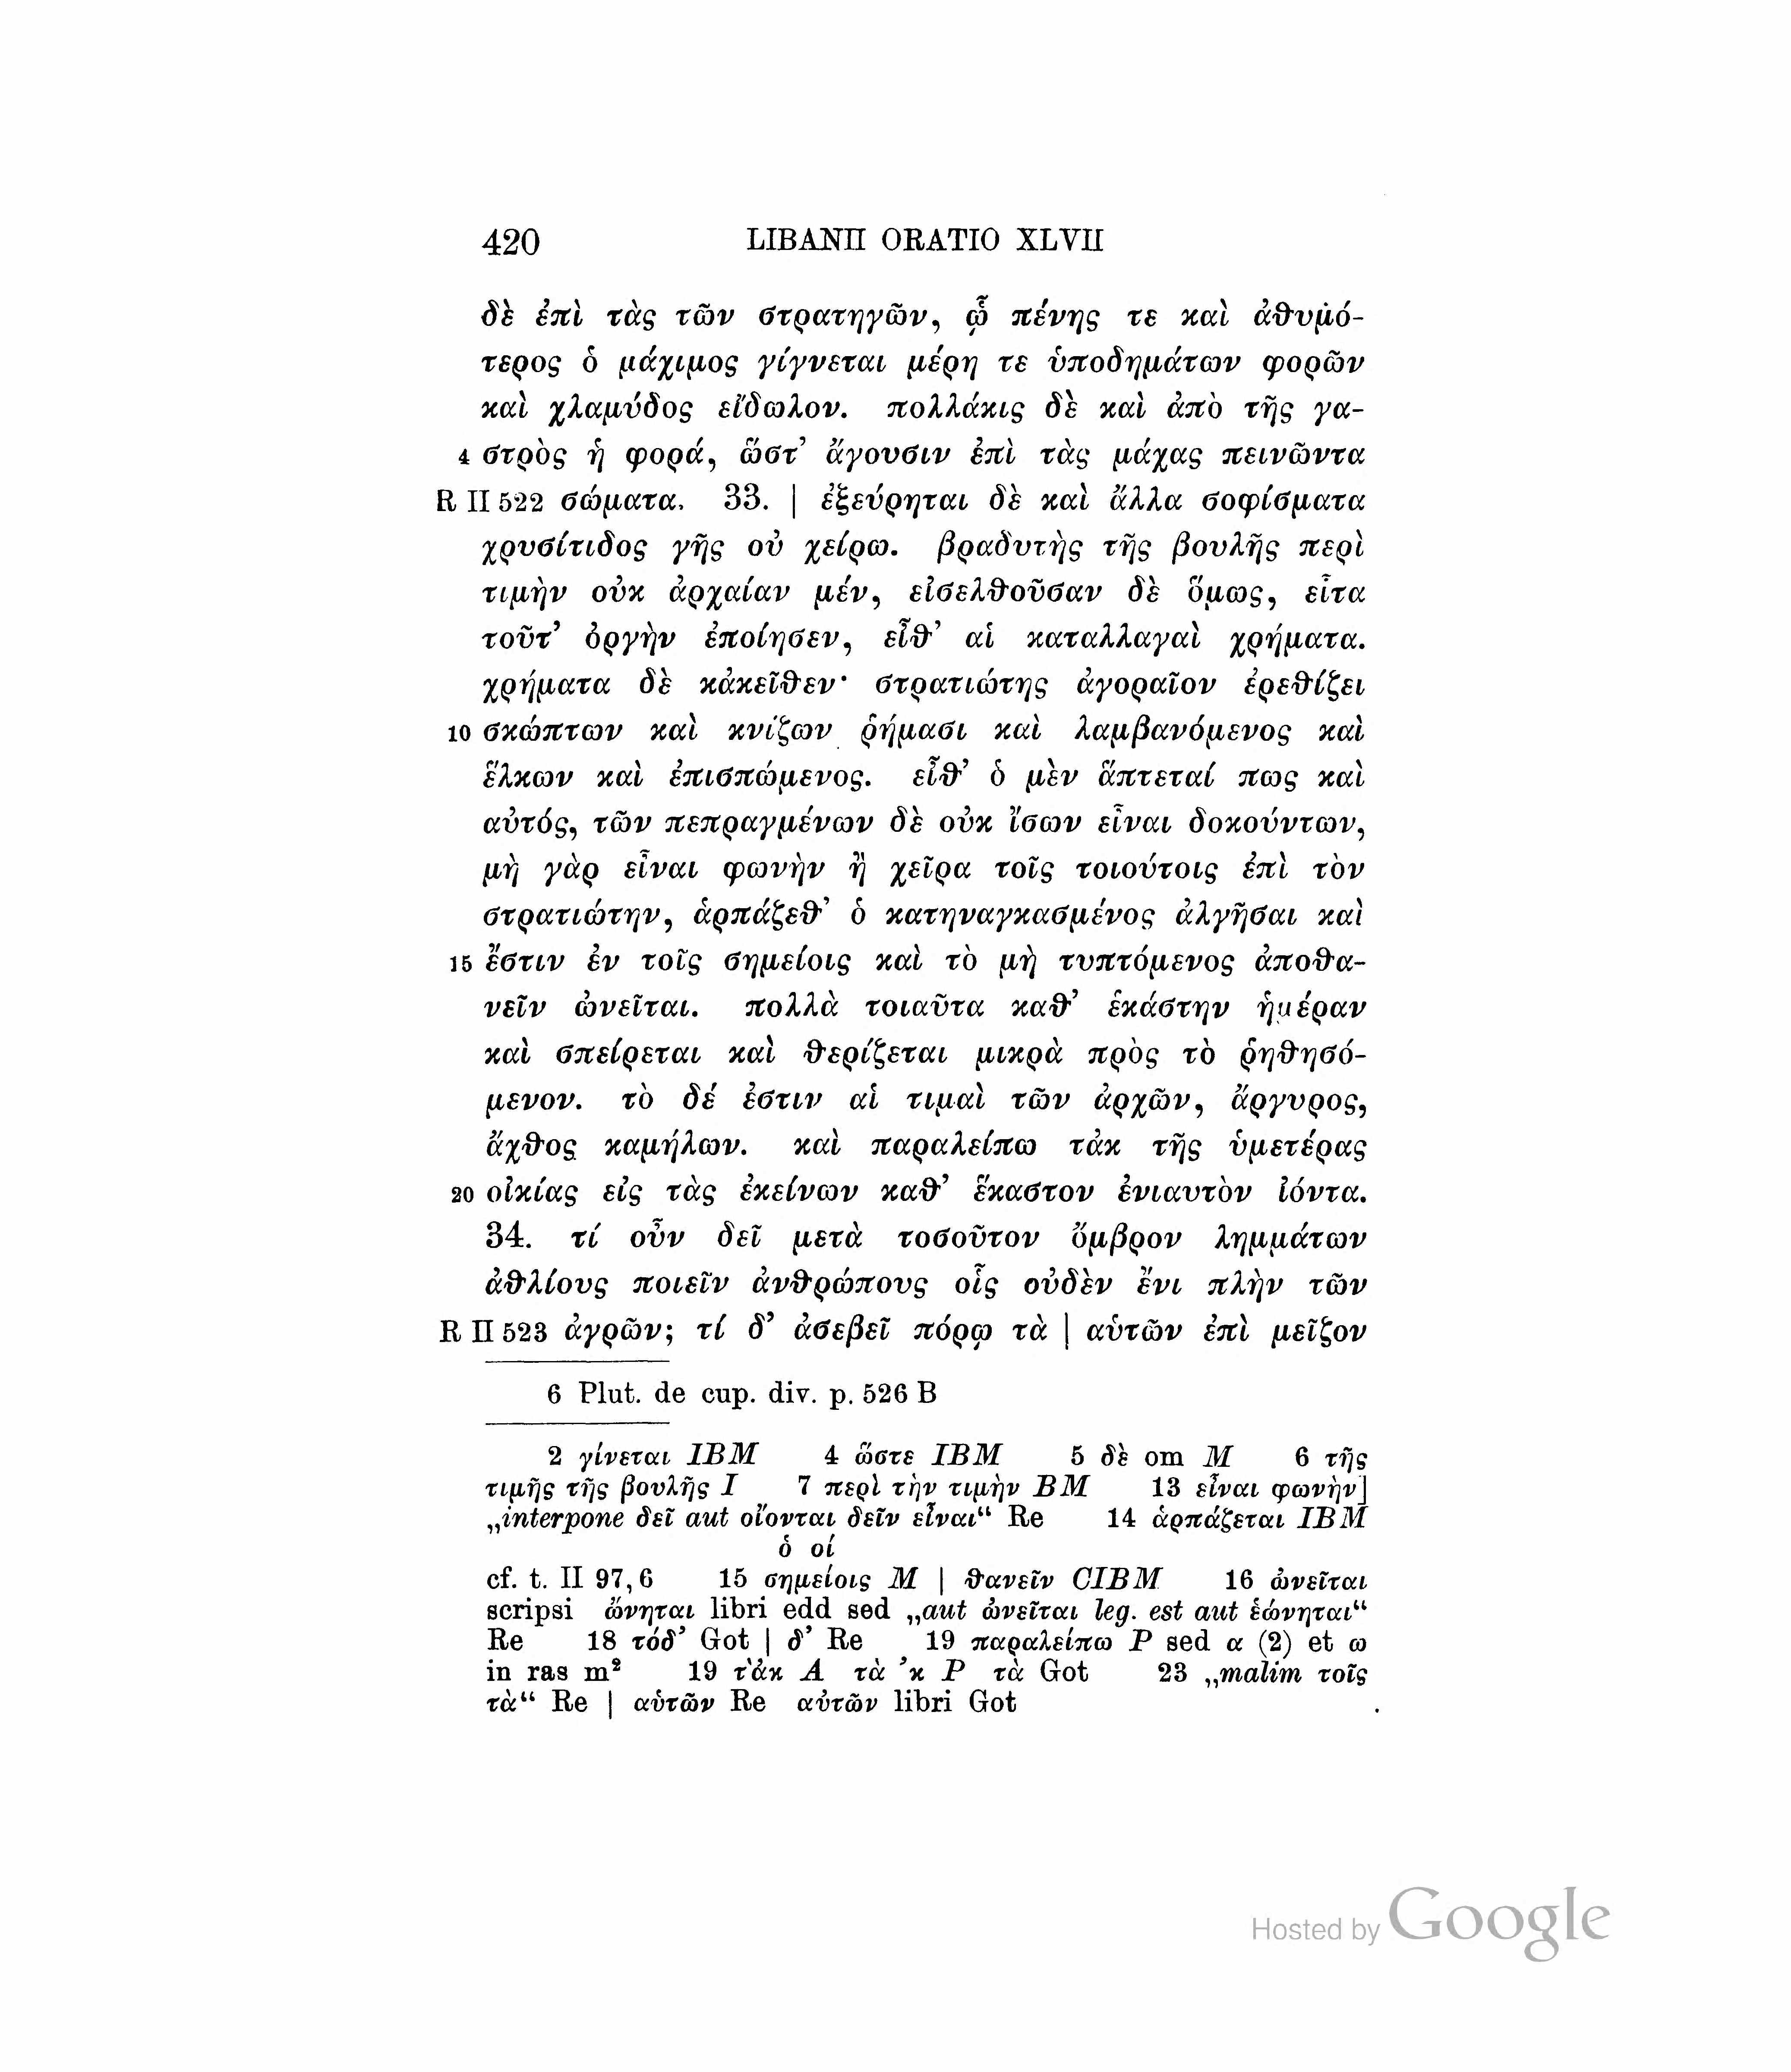 420 LIBANII ORATIO XLVII
δὲ ἐπὶ τὰς τῶν στρατηγῶν, ᾧ πένης τε καὶ ἀθυμό-
τερος ὁ μάχιμος γίγνεται μέρη τε ὑποδημάτων φορῶν
καὶ χλαμύδος εἴδωλον. πολλάκις δὲ καὶ ἀπὸ τῆς γα-
4 στρὸς ἡ φορά, ὥστ’ ἄγουσιν ἐπὶ τὰς μάχας πεινῶντα
R II 522 σώματα. 33. | ἐξεύρηται δὲ καὶ ἄλλα σοφίσματα
χρυσίτιδος γῆς οὐ χείρω. βραδυτὴς τῆς βουλῆς περὶ
τιμὴν οὐκ ἀρχαίαν μέν, εἰσελθοῦσαν δὲ ὅμως, εἶτα
τοῦτ’ ὀργὴν ἐποίησεν, εἶθ’ αἱ καταλλαγαὶ χρήματα.
χρήματα δὲ κἀκεῖθεν· στρατιώτης ἀγοραῖον ἐρεθίζει
10 σκώπτων καὶ κνίζων ῥήμασι καὶ λαμβανόμενος καὶ
ἕλκων καὶ ἐπισπώμενος. εἶθ’ ὁ μὲν ἅπτεταί πως καὶ
αὐτός, τῶν πεπραγμένων δὲ οὐκ ἴσων εἶναι δοκούντων,
μὴ γὰρ εἶναι φωνὴν ἢ χεῖρα τοῖς τοιούτοις ἐπὶ τὸν
στρατιώτην, ἁρπάζεθ’ ὁ κατηναγκασμένος ἀλγῆσαι καὶ
15 ἔστιν ἐν τοῖς σημείοις καὶ τὸ μὴ τυπτόμενος ἀποθα-
νεῖν ὠνεῖται. πολλὰ τοιαῦτα καθ’ ἑκάστην ἡμέραν
καὶ σπείρεται καὶ θερίζεται μικρὰ πρὸς τὸ ῥηθησό-
μενον. τὸ δέ ἐστιν αἱ τιμαὶ τῶν ἀρχῶν, ἄργυρος,
ἄχθος καμήλων. καὶ παραλείπω τἀκ τῆς ὑμετέρας
20 οἰκίας εἰς τὰς ἐκείνων καθ’ ἕκαστον ἐνιαυτὸν ἰόντα.
34. τί οὖν δεῖ μετὰ τοσοῦτον ὄμβρον λημμάτων
ἀθλίους ποιεῖν ἀνθρώπους οἷς οὐδὲν ἔνι πλὴν τῶν
R II 523 ἀγρῶν; τί δ’ ἀσεβεῖ πόρῳ τὰ | αὑτῶν ἐπὶ μεῖζον
6 Plut. de cup. div. p. 526 B
2 γίνεται IBM 4 ὥστε IBM 5 δὲ om M 6 τῆς
τιμῆς τῆς βουλῆς I 7 περὶ τὴν τιμὴν BM 13 εἶναι φωνὴν]
„interpone δεῖ aut οἴονται δεῖν εἶναι“ Re 14 ἁρπάζεται IBM
ὁ οί
cf. t. II 97,6 15 σημείοις M | θανεῖν CIBM 16 ὠνεῖται
scripsi ὤνηται libri edd sed „aut ὠνεῖται leg. est aut ἐώνηται“
Re 18 τόδ’ Got | δ’ Re 19 παραλείπω P sed α (2) et ω
in ras m² 19 τ'ἀκ A τὰ ’κ P τὰ Got 23 „malim τοῖς
τὰ“ Re | αὑτῶν Re αὐτῶν libri Got
Hosted by Google